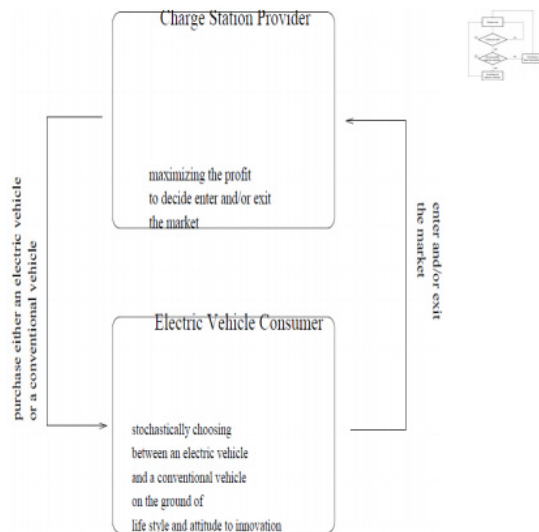 Charge Station Provider
maximizing the profit
to decide enter and/or exit
the market
purchase either an electric vehicle
or a conventional vehicle
enter and/or exit
the market
Electric Vehicle Consumer
stochastically choosing
between an electric vehicle
and a conventional vehicle
on the ground of
life style and attitude to innovation